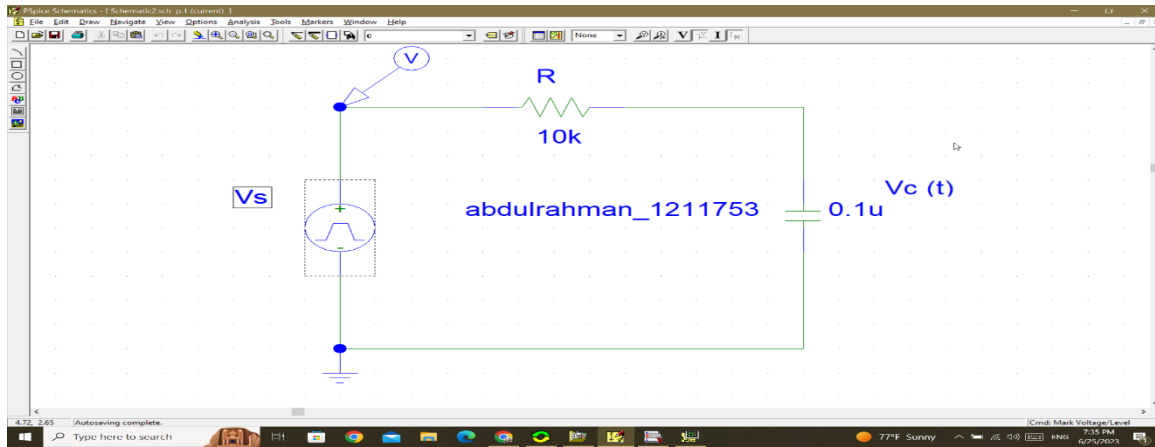 PSpice Schematics - [ Schematic2.sch p.1 (current) ]
File Edit Draw Navigate View Options Analysis Tools Markers Window Help
c None V I
V
R
10k
Vs
+
-
abdulrahman_1211753
0.1u
Vc (t)
4.72, 2.65 Autosaving complete. Cmd: Mark Voltage/Level
Type here to search 77°F Sunny ENG 7:35 PM
6/25/2023